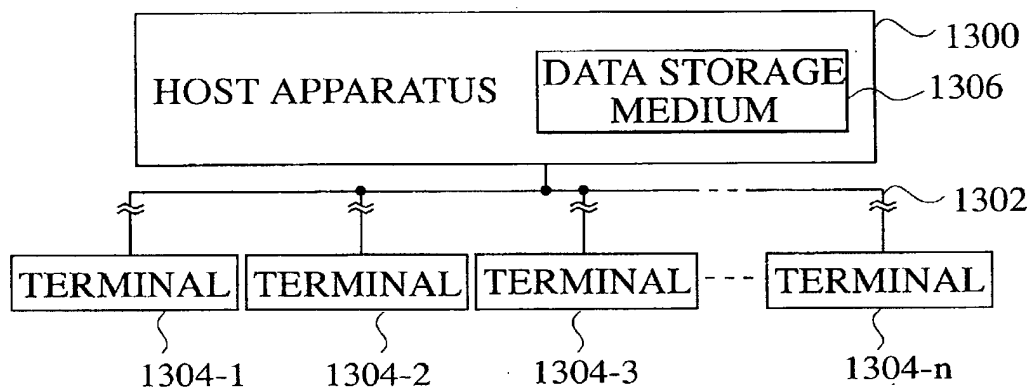 1300
HOST APPARATUS
DATA STORAGE
MEDIUM
1306
1302
TERMINAL TERMINAL TERMINAL TERMINAL
1304-1 1304-2 1304-3 1304-n